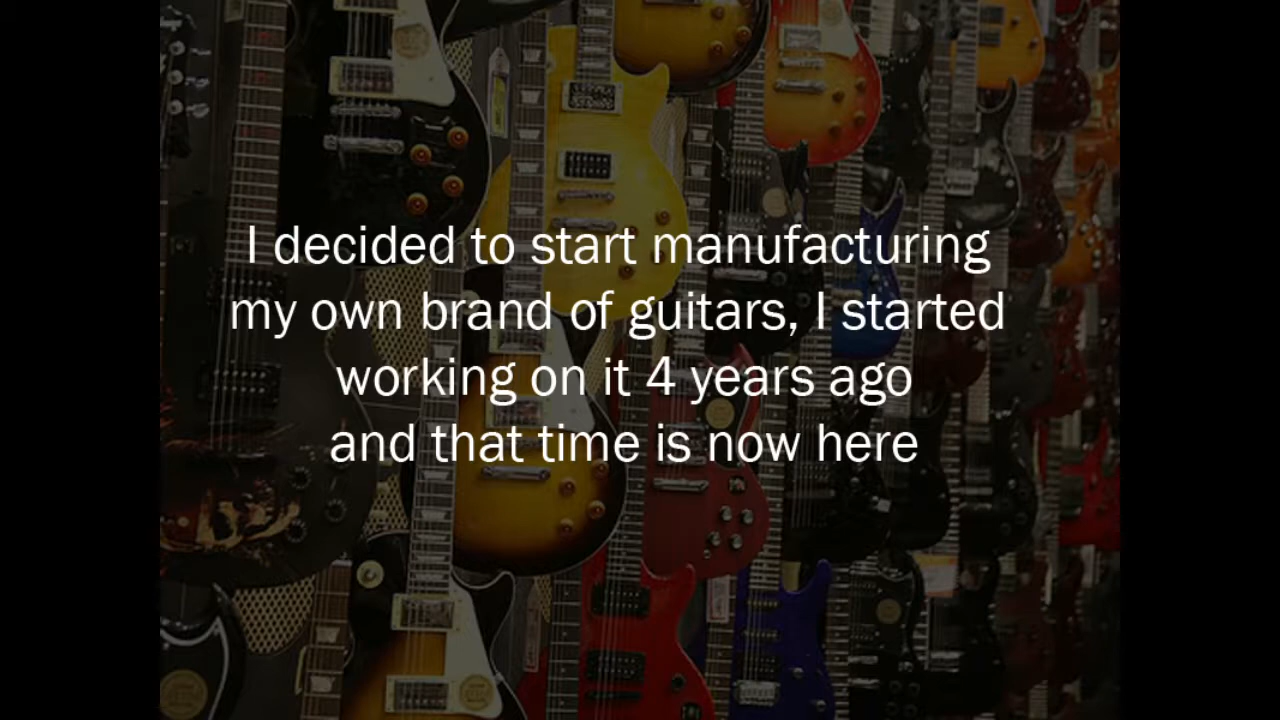 I decided to start manufacturing
my own brand of guitars, I started
working on it 4 years ago
and that time is now here